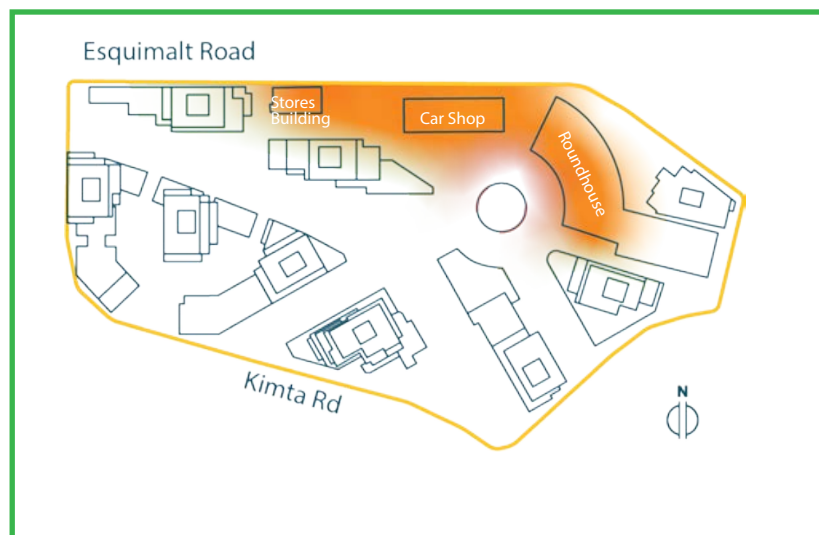 Esquimalt Road
Stores
Building
Car Shop
Roundhouse
Kimta Rd
N